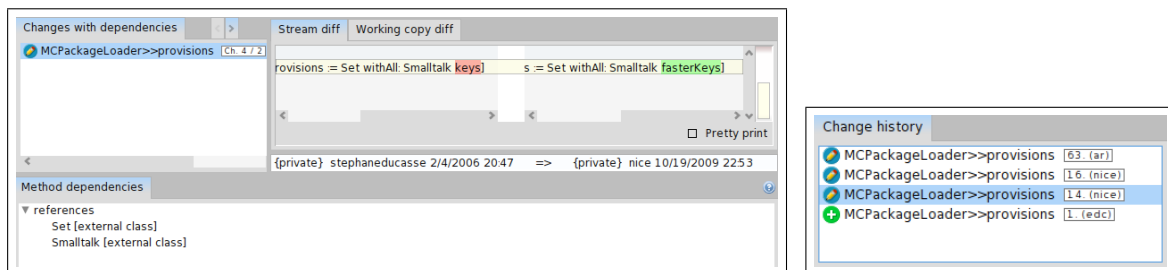 Changes with dependencies
MCPackageLoader>>provisions Ch. 4 / 2
Stream diff Working copy diff
rovisions := Set withAll: Smalltalk keys] s := Set withAll: Smalltalk fasterKeys]
Pretty print
{private} stephaneducasse 2/4/2006 20:47 => {private} nice 10/19/2009 22:53
Method dependencies
references
Set [external class]
Smalltalk [external class]
Change history
MCPackageLoader>>provisions 63. (ar)
MCPackageLoader>>provisions 16. (nice)
MCPackageLoader>>provisions 14. (nice)
MCPackageLoader>>provisions 1. (edc)